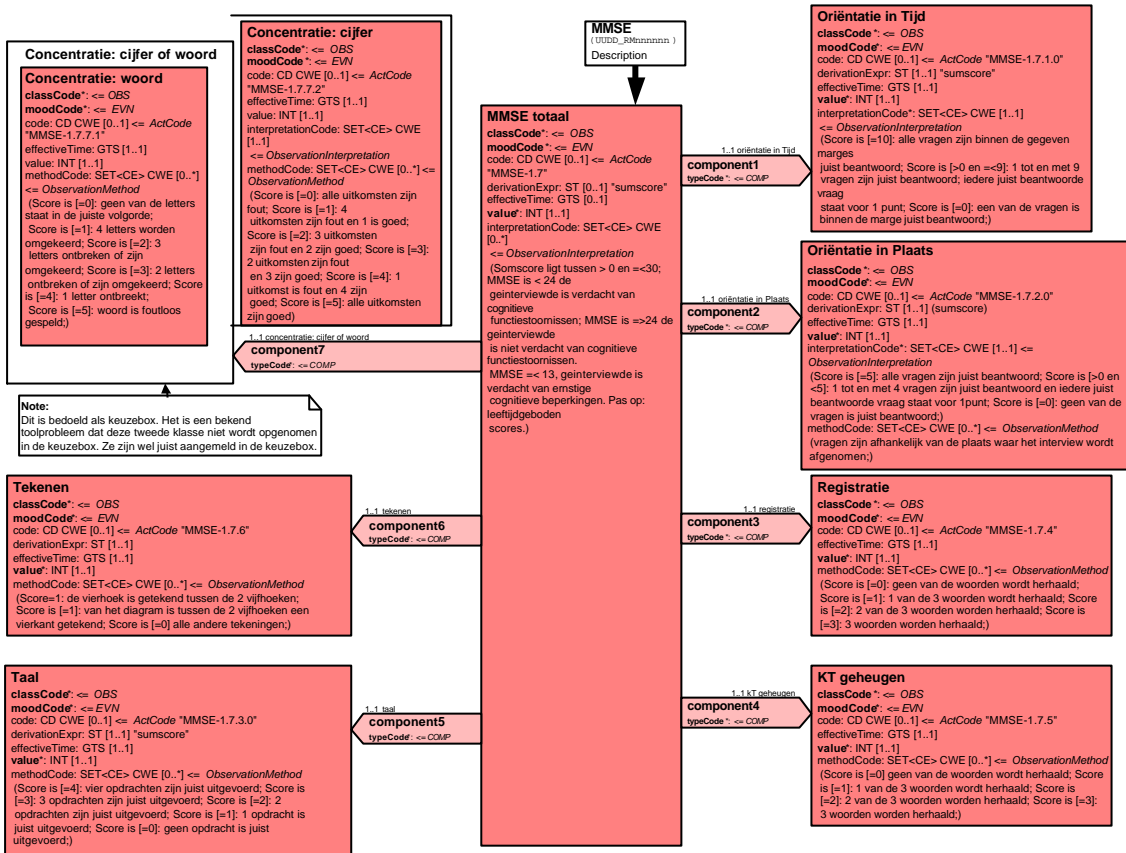 Concentratie: cijfer of woord
Concentratie: woord
classCode*: <= OBS
moodCode*: <= EVN
code: CD CWE [0..1] <= ActCode
"MMSE-1.7.7.1"
effectiveTime: GTS [1..1]
value: INT [1..1]
methodCode: SET<CE> CWE [0..*]
<= ObservationMethod
(Score is [=0]: geen van de letters
staat in de juiste volgorde;
Score is [=1]: 4 letters worden
omgekeerd; Score is [=2]: 3
letters ontbreken of zijn
omgekeerd; Score is [=3]: 2 letters
ontbreken of zijn omgekeerd; Score
is [=4]: 1 letter ontbreekt;
Score is [=5]: woord is foutloos
gespeld;)
Concentratie: cijfer
classCode*: <= OBS
moodCode*: <= EVN
code: CD CWE [0..1] <= ActCode
"MMSE-1.7.7.2"
effectiveTime: GTS [1..1]
value: INT [1..1]
interpretationCode: SET<CE> CWE
[1..1]
<= ObservationInterpretation
methodCode: SET<CE> CWE [0..*] <=
ObservationMethod
(Score is [=0]: alle uitkomsten zijn
fout; Score is [=1]: 4
uitkomsten zijn fout en 1 is goed;
Score is [=2]: 3 uitkomsten
zijn fout en 2 zijn goed; Score is [=3]:
2 uitkomsten zijn fout
en 3 zijn goed; Score is [=4]: 1
uitkomst is fout en 4 zijn
goed; Score is [=5]: alle uitkomsten
zijn goed)
1..1 concentratie: cijfer of woord
component7
typeCode*: <= COMP
Note:
Dit is bedoeld als keuzebox. Het is een bekend
toolprobleem dat deze tweede klasse niet wordt opgenomen
in de keuzebox. Ze zijn wel juist aangemeld in de keuzebox.
MMSE
(UUDD_RMnnnnnn )
Description
MMSE totaal
classCode*: <= OBS
moodCode*: <= EVN
code: CD CWE [0..1] <= ActCode
"MMSE-1.7"
derivationExpr: ST [0..1] "sumscore"
effectiveTime: GTS [0..1]
value*: INT [1..1]
interpretationCode: SET<CE> CWE
[0..*]
<= ObservationInterpretation
(Somscore ligt tussen > 0 en =<30;
MMSE is < 24 de
geinterviewde is verdacht van
cognitieve
functiestoornissen; MMSE is =>24 de
geinterviewde
is niet verdacht van cognitieve
functiestoornissen.
MMSE =< 13, geinterviewde is
verdacht van ernstige
cognitieve beperkingen. Pas op:
leeftijdgeboden
scores.)
1..1 oriëntatie in Tijd
component1
typeCode*: <= COMP
Oriëntatie in Tijd
classCode*: <= OBS
moodCode*: <= EVN
code: CD CWE [0..1] <= ActCode "MMSE-1.7.1.0"
derivationExpr: ST [1..1] "sumscore"
effectiveTime: GTS [1..1]
value*: INT [1..1]
interpretationCode*: SET<CE> CWE [1..1]
<= ObservationInterpretation
(Score is [=10]: alle vragen zijn binnen de gegeven
marges
juist beantwoord; Score is [>0 en =<9]: 1 tot en met 9
vragen zijn juist beantwoord; iedere juist beantwoorde
vraag
staat voor 1 punt; Score is [=0]: een van de vragen is
binnen de marge juist beantwoord;)
1..1 oriëntatie in Plaats
component2
typeCode*: <= COMP
Oriëntatie in Plaats
classCode*: <= OBS
moodCode*: <= EVN
code: CD CWE [0..1] <= ActCode "MMSE-1.7.2.0"
derivationExpr: ST [1..1] (sumscore)
effectiveTime: GTS [1..1]
value*: INT [1..1]
interpretationCode*: SET<CE> CWE [1..1] <=
ObservationInterpretation
(Score is [=5]: alle vragen zijn juist beantwoord; Score is [>0 en
<5]: 1 tot en met 4 vragen zijn juist beantwoord en iedere juist
beantwoorde vraag staat voor 1punt; Score is [=0]: geen van de
vragen is juist beantwoord;)
methodCode: SET<CE> CWE [0..*] <= ObservationMethod
(vragen zijn afhankelijk van de plaats waar het interview wordt
afgenomen;)
Tekenen
classCode*: <= OBS
moodCode*: <= EVN
code: CD CWE [0..1] <= ActCode "MMSE-1.7.6"
derivationExpr: ST [1..1]
effectiveTime: GTS [1..1]
value*: INT [1..1]
methodCode: SET<CE> CWE [0..*] <= ObservationMethod
(Score=1: de vierhoek is getekend tussen de 2 vijfhoeken;
Score is [=1]: van het diagram is tussen de 2 vijfhoeken een
vierkant getekend; Score is [=0] alle andere tekeningen;)
1..1 tekenen
component6
typeCode*: <= COMP
1..1 registratie
component3
typeCode*: <= COMP
Registratie
classCode*: <= OBS
moodCode*: <= EVN
code: CD CWE [0..1] <= ActCode "MMSE-1.7.4"
effectiveTime: GTS [1..1]
value*: INT [1..1]
methodCode: SET<CE> CWE [0..*] <= ObservationMethod
(Score is [=0]: geen van de woorden wordt herhaald;
Score is [=1]: 1 van de 3 woorden wordt herhaald; Score
is [=2]: 2 van de 3 woorden worden herhaald; Score is
[=3]: 3 woorden worden herhaald;)
Taal
classCode*: <= OBS
moodCode*: <= EVN
code: CD CWE [0..1] <= ActCode "MMSE-1.7.3.0"
derivationExpr: ST [1..1] "sumscore"
effectiveTime: GTS [1..1]
value*: INT [1..1]
methodCode: SET<CE> CWE [0..*] <= ObservationMethod
(Score is [=4]: vier opdrachten zijn juist uitgevoerd; Score is
[=3]: 3 opdrachten zijn juist uitgevoerd; Score is [=2]: 2
opdrachten zijn juist uitgevoerd; Score is [=1]: 1 opdracht is
juist uitgevoerd; Score is [=0]: geen opdracht is juist
uitgevoerd;)
1..1 taal
component5
typeCode*: <= COMP
1..1 kT geheugen
component4
typeCode*: <= COMP
KT geheugen
classCode*: <= OBS
moodCode*: <= EVN
code: CD CWE [0..1] <= ActCode "MMSE-1.7.5"
effectiveTime: GTS [1..1]
value*: INT [1..1]
methodCode: SET<CE> CWE [0..*] <= ObservationMethod
(Score is [=0] geen van de woorden wordt herhaald; Score
is [=1]: 1 van de 3 woorden wordt herhaald; Score is
[=2]: 2 van de 3 woorden worden herhaald; Score is [=3]:
3 woorden worden herhaald;)